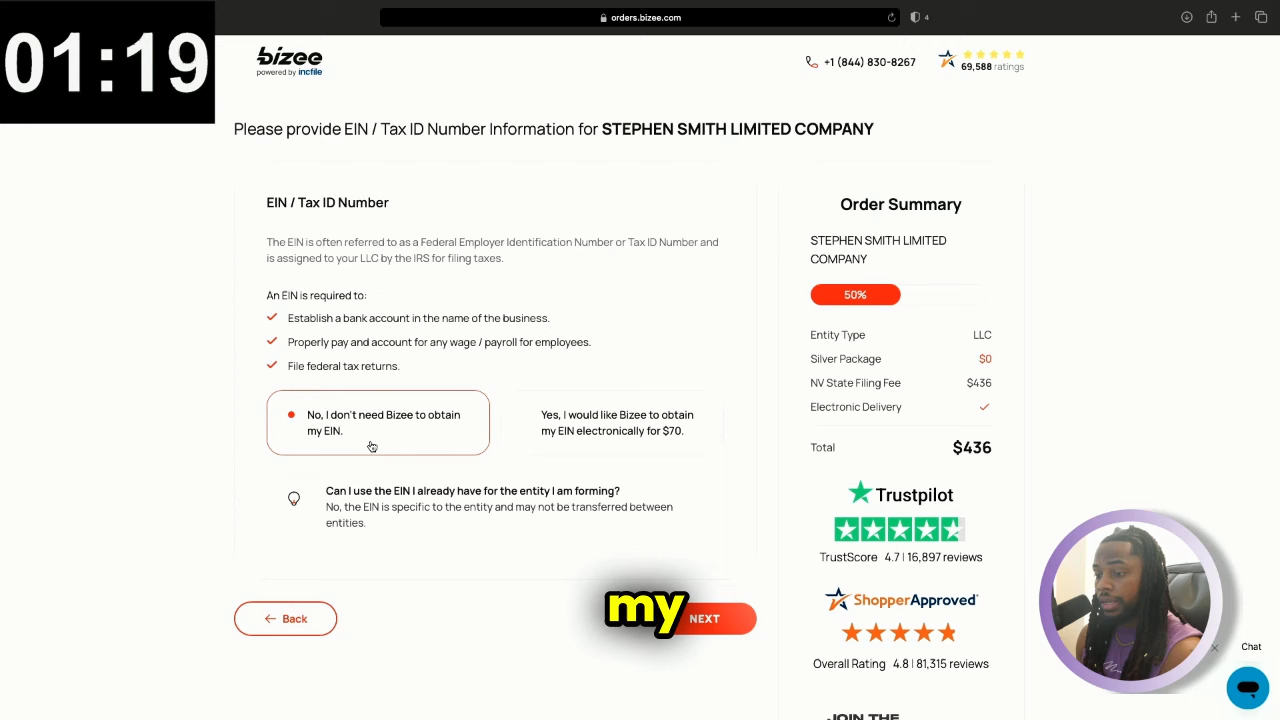 01:19
orders.bizee.com
4
bizee
powered by incfile
+1 (844) 830-8267
69,588 ratings
Please provide EIN / Tax ID Number Information for STEPHEN SMITH LIMITED COMPANY
EIN / Tax ID Number
The EIN is often referred to as a Federal Employer Identification Number or Tax ID Number and
is assigned to your LLC by the IRS for filing taxes.
An EIN is required to:
Establish a bank account in the name of the business.
Properly pay and account for any wage / payroll for employees.
File federal tax returns.
No, I don't need Bizee to obtain
my EIN.
Yes, I would like Bizee to obtain
my EIN electronically for $70.
Can I use the EIN I already have for the entity I am forming?
No, the EIN is specific to the entity and may not be transferred between
entities.
Back
my
NEXT
Order Summary
STEPHEN SMITH LIMITED
COMPANY
50%
Entity Type LLC
Silver Package $0
NV State Filing Fee $436
Electronic Delivery
Total $436
Trustpilot
TrustScore 4.7 | 16,897 reviews
ShopperApproved
Overall Rating 4.8 | 81,315 reviews
JOIN THE
Chat